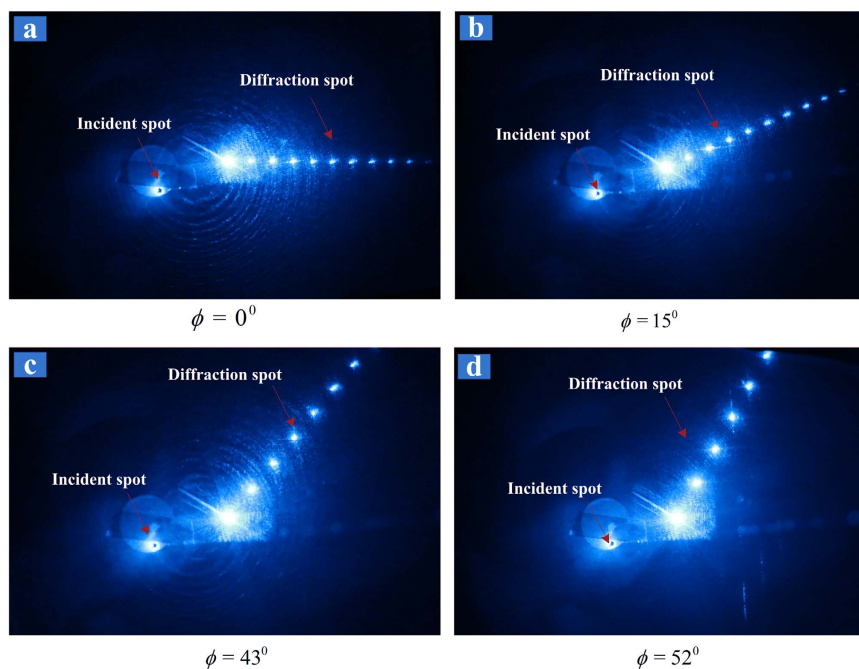 a
Diffraction spot
Incident spot
ϕ = 0⁰
b
Diffraction spot
Incident spot
ϕ = 15⁰
c
Diffraction spot
Incident spot
ϕ = 43⁰
d
Diffraction spot
Incident spot
ϕ = 52⁰